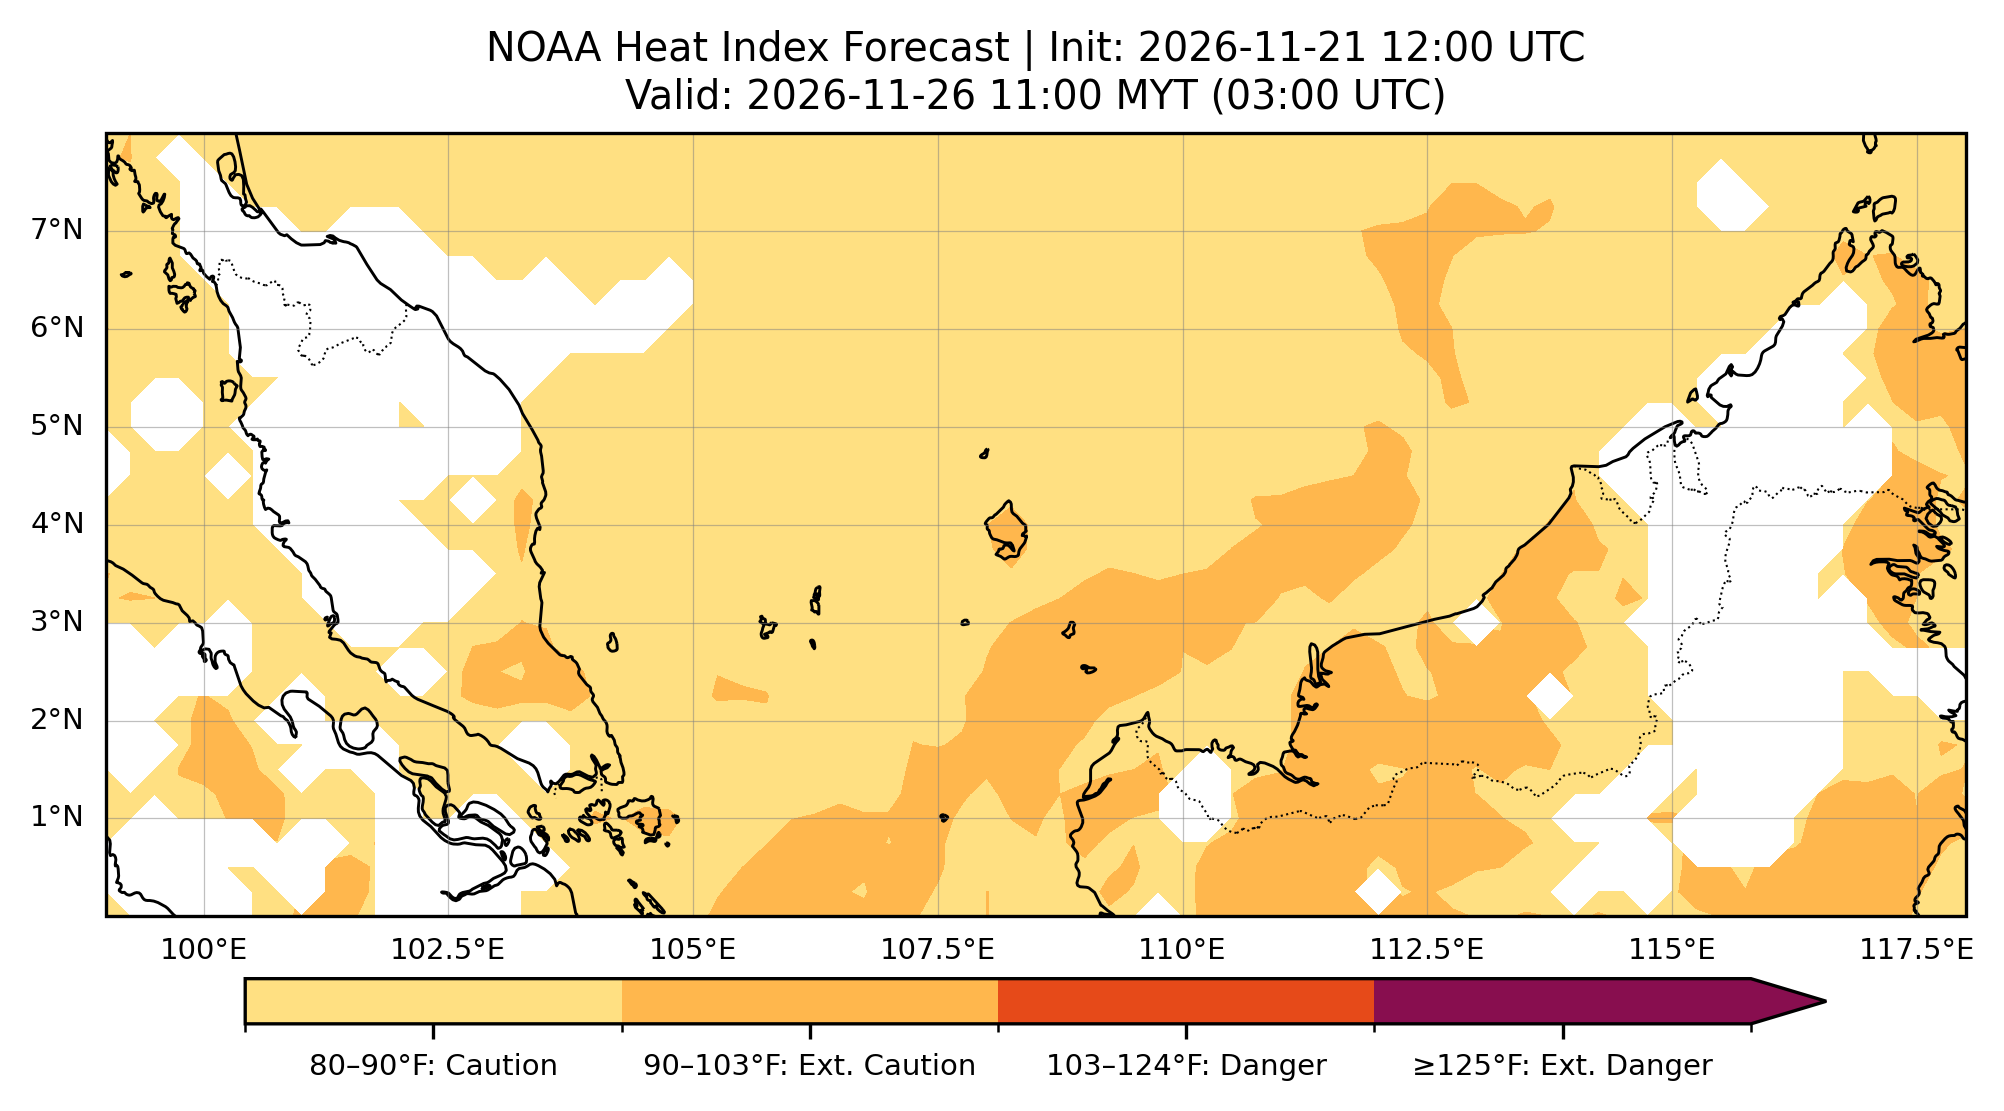 NOAA Heat Index Forecast | Init: 2026-11-21 12:00 UTC
Valid: 2026-11-26 11:00 MYT (03:00 UTC)
7°N
6°N
5°N
4°N
3°N
2°N
1°N
100°E 102.5°E 105°E 107.5°E 110°E 112.5°E 115°E 117.5°E
80–90°F: Caution 90–103°F: Ext. Caution 103–124°F: Danger ≥125°F: Ext. Danger